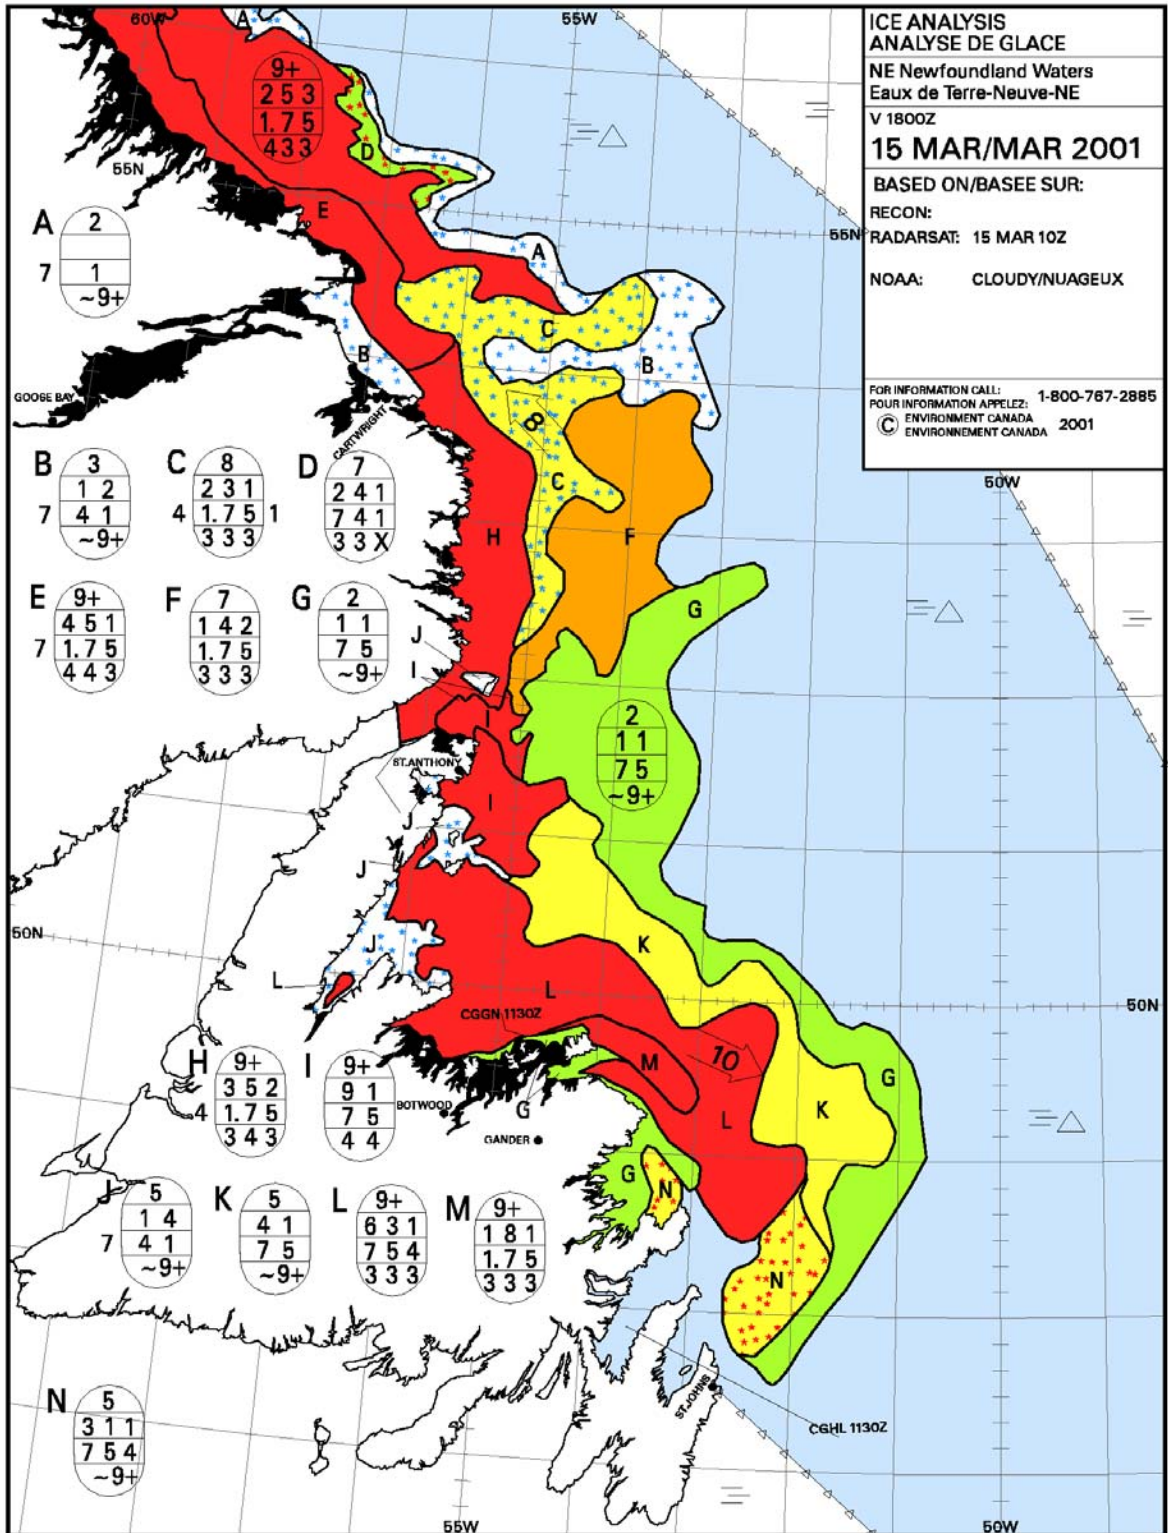 60W
A
55W
ICE ANALYSIS
ANALYSE DE GLACE
NE Newfoundland Waters
Eaux de Terre-Neuve-NE
V 1800Z
15 MAR/MAR 2001
BASED ON/BASEE SUR:
RECON:
RADARSAT: 15 MAR 10Z
NOAA: CLOUDY/NUAGEUX
FOR INFORMATION CALL:
POUR INFORMATION APPELEZ: 1-800-767-2885
© ENVIRONMENT CANADA
ENVIRONNEMENT CANADA 2001
9+
2 5 3
1. 7 5
4 3 3
D
55N
E
55N
A
A
2
7 1
~9+
C
B
B
GOOSE BAY
CARTWRIGHT
8
50W
B
3
1 2
7 4 1
~9+
C
8
2 3 1
4 1. 7 5 1
3 3 3
D
7
2 4 1
7 4 1
3 3 X
C
H
F
E
9+
4 5 1
7 1. 7 5
4 4 3
F
7
1 4 2
1. 7 5
3 3 3
G
2
1 1
7 5
~9+
G
J
I
I
2
1 1
7 5
~9+
ST.ANTHONY
I
J
J
50N
J
K
L
L
CGGN 1130Z
50N
10
M
G
K
L
H
9+
3 5 2
4 1. 7 5
3 4 3
I
9+
9 1
7 5
4 4
BOTWOOD
G
GANDER
G
N
J
5
1 4
7 4 1
~9+
K
5
4 1
7 5
~9+
L
9+
6 3 1
7 5 4
3 3 3
M
9+
1 8 1
1. 7 5
3 3 3
N
ST.JOHNS
CGHL 1130Z
N
5
3 1 1
7 5 4
~9+
55W
50W